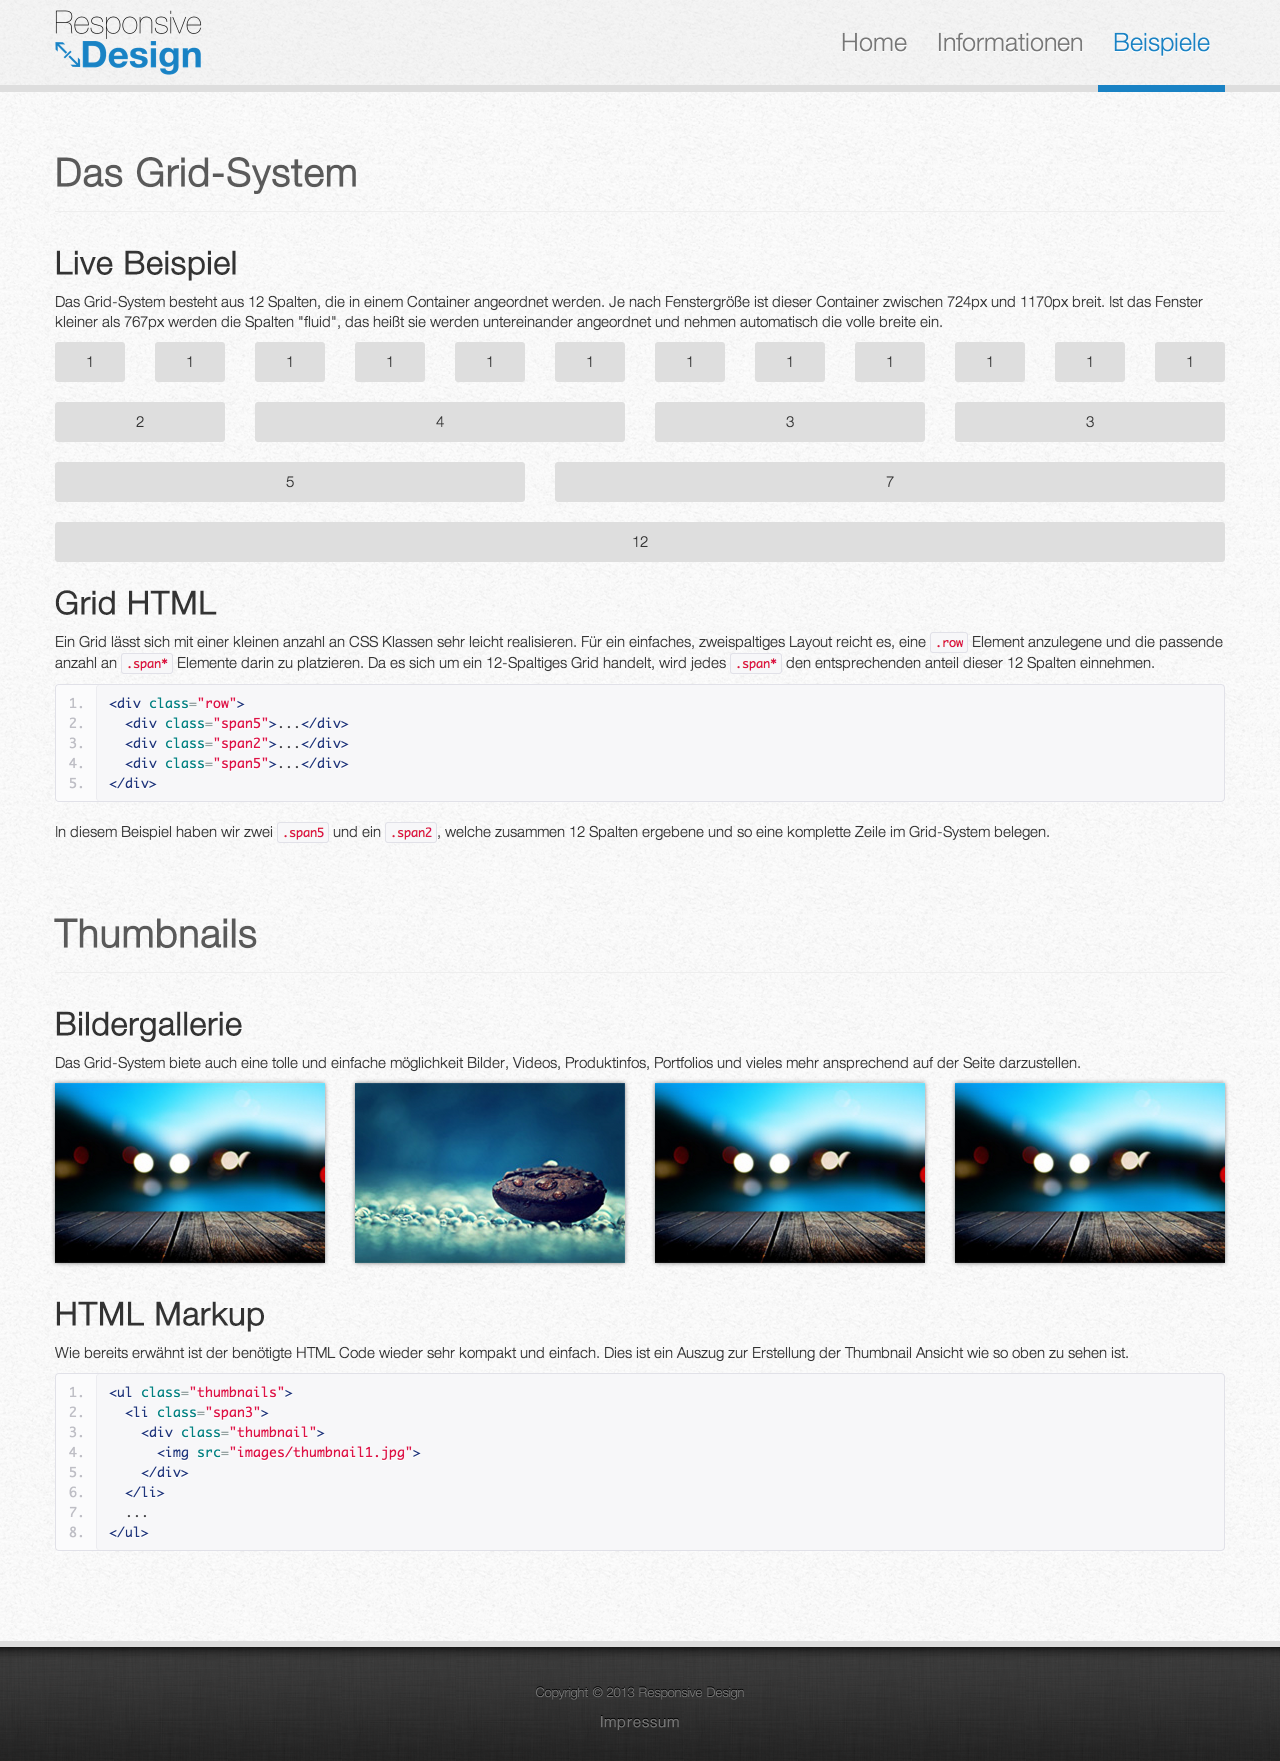 Responsive
Design
Home Informationen Beispiele
Das Grid-System
Live Beispiel
Das Grid-System besteht aus 12 Spalten, die in einem Container angeordnet werden. Je nach Fenstergröße ist dieser Container zwischen 724px und 1170px breit. Ist das Fenster
kleiner als 767px werden die Spalten "fluid", das heißt sie werden untereinander angeordnet und nehmen automatisch die volle breite ein.
1 1 1 1 1 1 1 1 1 1 1 1
2 4 3 3
5 7
12
Grid HTML
Ein Grid lässt sich mit einer kleinen anzahl an CSS Klassen sehr leicht realisieren. Für ein einfaches, zweispaltiges Layout reicht es, eine .row Element anzulegene und die passende
anzahl an .span* Elemente darin zu platzieren. Da es sich um ein 12-Spaltiges Grid handelt, wird jedes .span* den entsprechenden anteil dieser 12 Spalten einnehmen.
1. <div class="row">
2. <div class="span5">...</div>
3. <div class="span2">...</div>
4. <div class="span5">...</div>
5. </div>
In diesem Beispiel haben wir zwei .span5 und ein .span2, welche zusammen 12 Spalten ergebene und so eine komplette Zeile im Grid-System belegen.
Thumbnails
Bildergallerie
Das Grid-System biete auch eine tolle und einfache möglichkeit Bilder, Videos, Produktinfos, Portfolios und vieles mehr ansprechend auf der Seite darzustellen.
HTML Markup
Wie bereits erwähnt ist der benötigte HTML Code wieder sehr kompakt und einfach. Dies ist ein Auszug zur Erstellung der Thumbnail Ansicht wie so oben zu sehen ist.
1. <ul class="thumbnails">
2. <li class="span3">
3. <div class="thumbnail">
4. <img src="images/thumbnail1.jpg">
5. </div>
6. </li>
7. ...
8. </ul>
Copyright © 2013 Responsive Design
Impressum